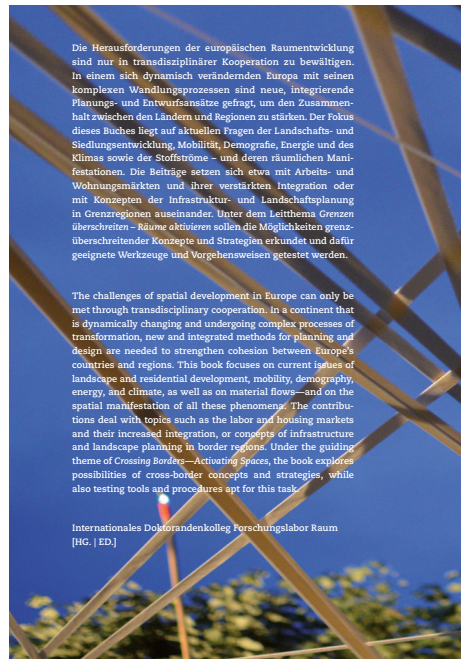 Die Herausforderungen der europäischen Raumentwicklung
sind nur in transdisziplinärer Kooperation zu bewältigen.
In einem sich dynamisch verändernden Europa mit seinen
komplexen Wandlungsprozessen sind neue, integrierende
Planungs- und Entwurfsansätze gefragt, um den Zusammen-
halt zwischen den Ländern und Regionen zu stärken. Der Fokus
dieses Buches liegt auf aktuellen Fragen der Landschafts- und
Siedlungsentwicklung, Mobilität, Demografie, Energie und des
Klimas sowie der Stoffströme – und deren räumlichen Mani-
festationen. Die Beiträge setzen sich etwa mit Arbeits- und
Wohnungsmärkten und ihrer verstärkten Integration oder
mit Konzepten der Infrastruktur- und Landschaftsplanung
in Grenzregionen auseinander. Unter dem Leitthema Grenzen
überschreiten – Räume aktivieren sollen die Möglichkeiten grenz-
überschreitender Konzepte und Strategien erkundet und dafür
geeignete Werkzeuge und Vorgehensweisen getestet werden.
The challenges of spatial development in Europe can only be
met through transdisciplinary cooperation. In a continent that
is dynamically changing and undergoing complex processes of
transformation, new and integrated methods for planning and
design are needed to strengthen cohesion between Europe's
countries and regions. This book focuses on current issues of
landscape and residential development, mobility, demography,
energy, and climate, as well as on material flows—and on the
spatial manifestation of all these phenomena. The contribu-
tions deal with topics such as the labor and housing markets
and their increased integration, or concepts of infrastructure
and landscape planning in border regions. Under the guiding
theme of Crossing Borders—Activating Spaces, the book explores
possibilities of cross-border concepts and strategies, while
also testing tools and procedures apt for this task.
Internationales Doktorandenkolleg Forschungslabor Raum
[HG. | ED.]